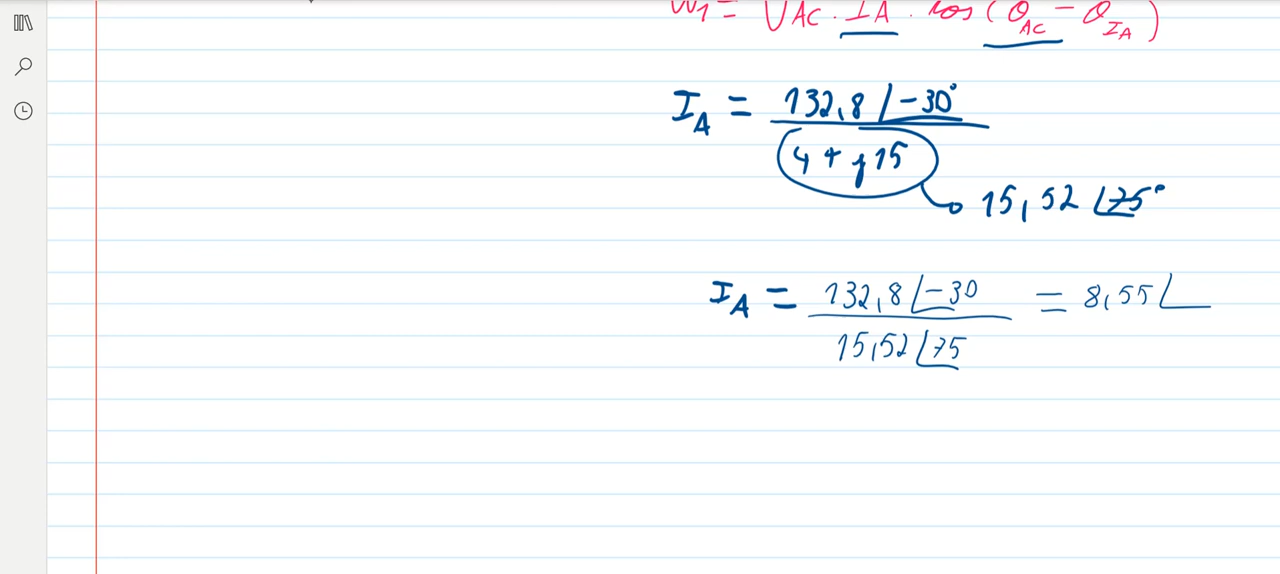 W1 = VAC . IA . cos(θAC - θIA)
IA = 132,8 ∠-30°
4 + j15
15,52 ∠75°
IA = 132,8 ∠-30 = 8,55 ∠
15,52 ∠75